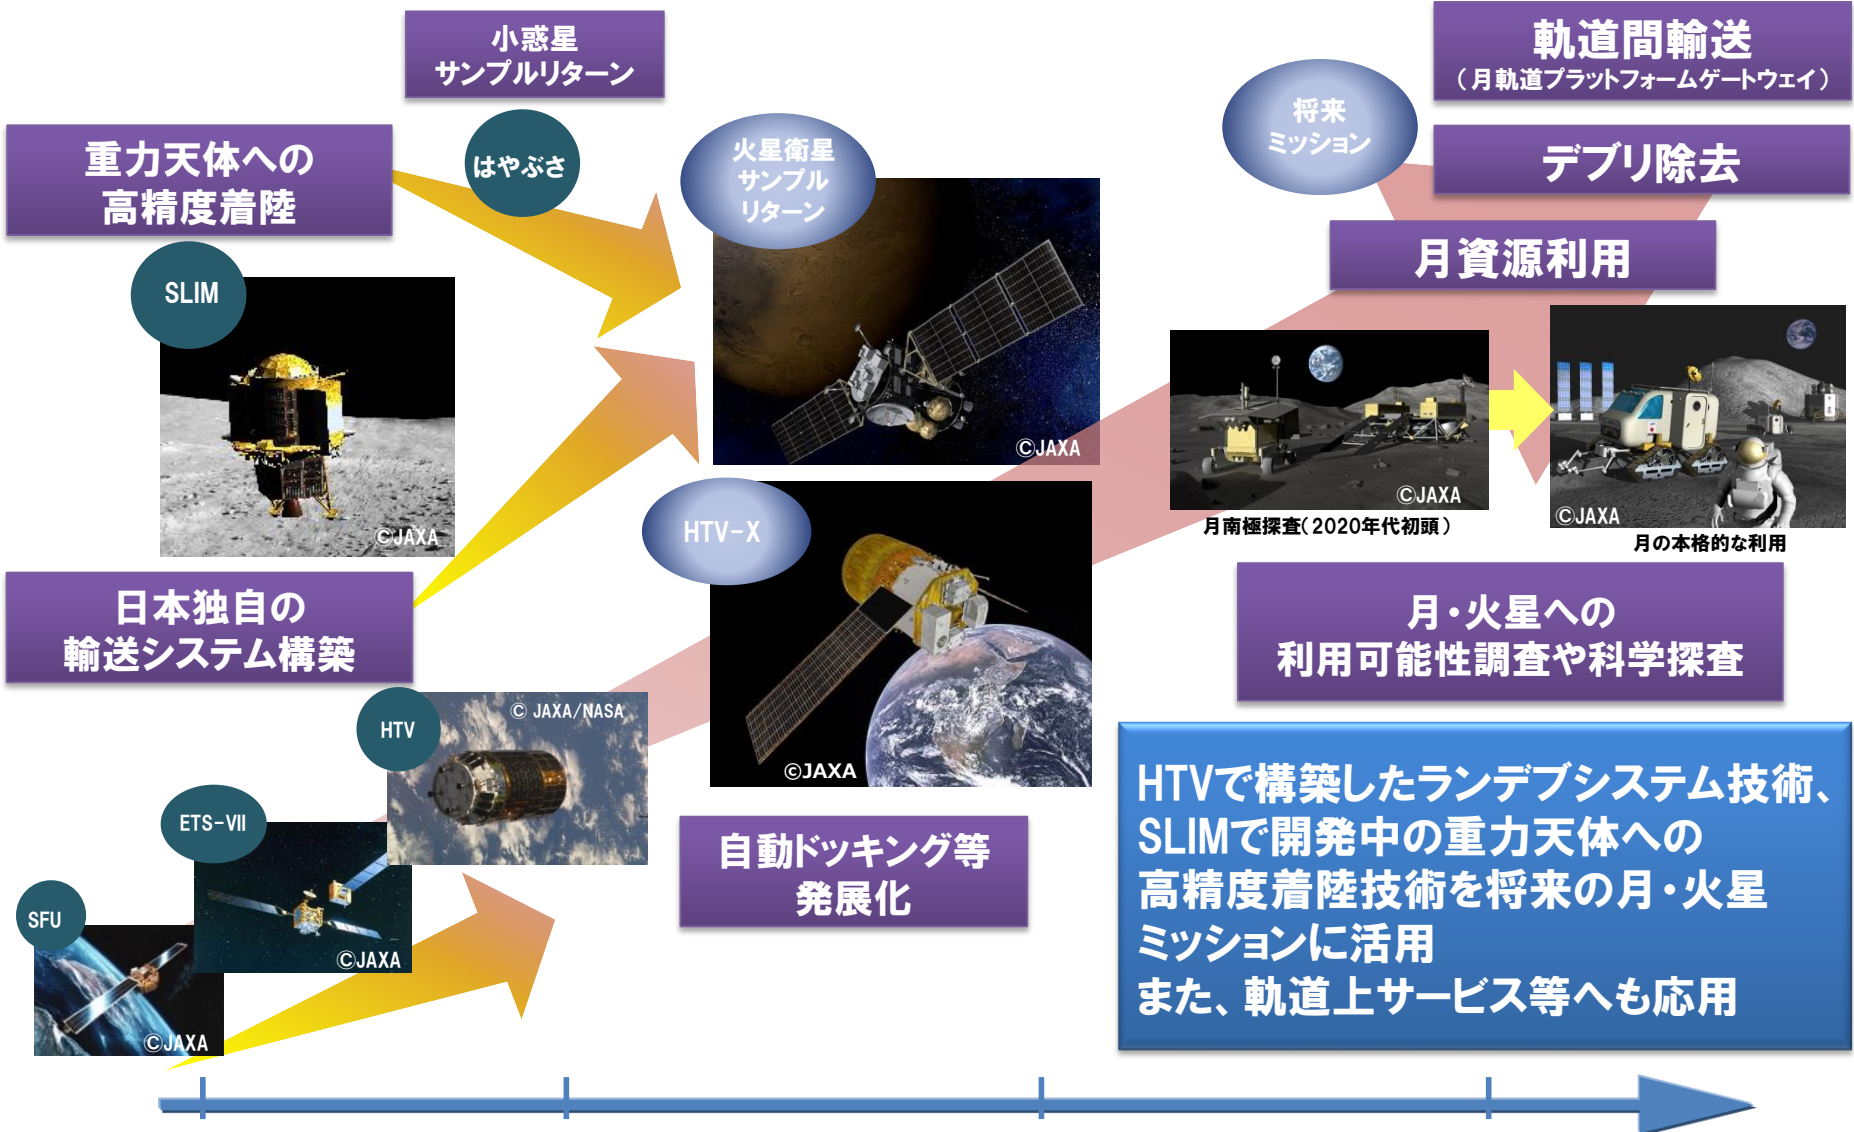 小惑星
サンプルリターン
軌道間輸送
（月軌道プラットフォームゲートウェイ）
将来
ミッション
デブリ除去
重力天体への
高精度着陸
はやぶさ
火星衛星
サンプル
リターン
月資源利用
SLIM
©JAXA
©JAXA
©JAXA
月南極探査（2020年代初頭）
©JAXA
月の本格的な利用
HTV-X
©JAXA
日本独自の
輸送システム構築
月・火星への
利用可能性調査や科学探査
HTV
© JAXA/NASA
ETS-VII
©JAXA
SFU
©JAXA
自動ドッキング等
発展化
HTVで構築したランデブシステム技術、
SLIMで開発中の重力天体への
高精度着陸技術を将来の月・火星
ミッションに活用
また、軌道上サービス等へも応用